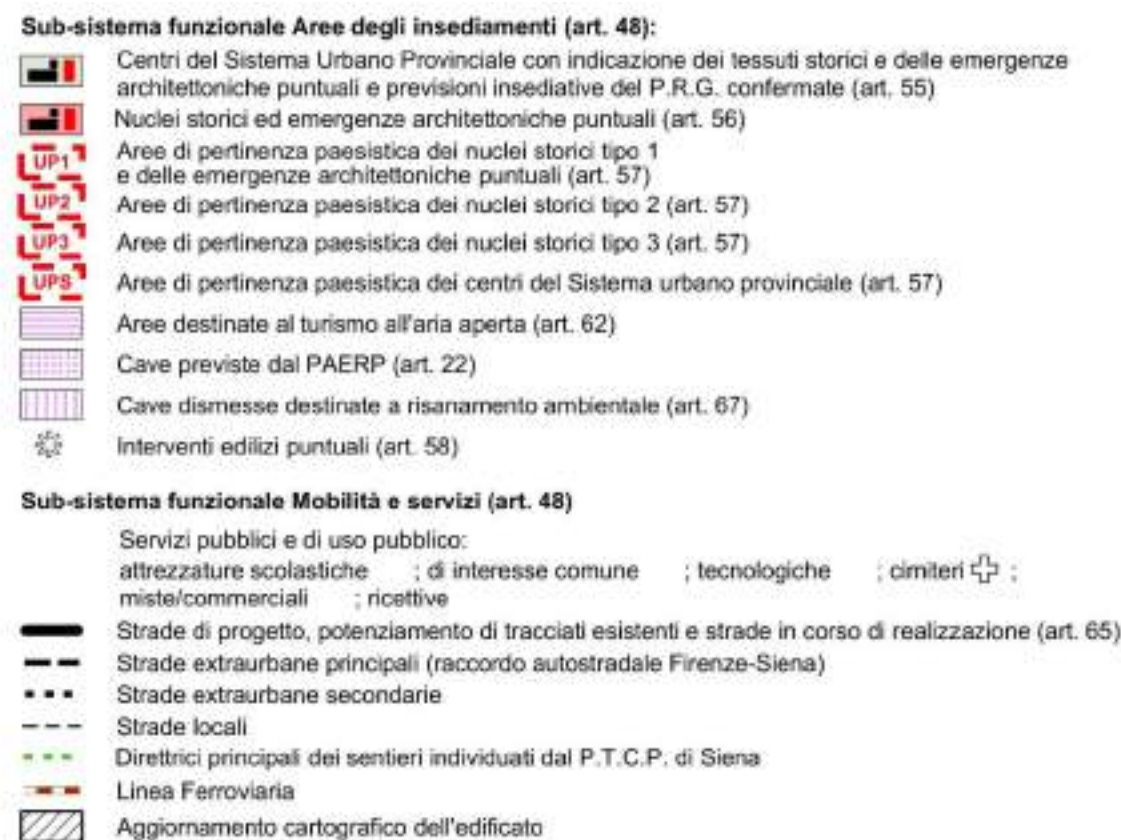 Sub-sistema funzionale Aree degli insediamenti (art. 48):
Centri del Sistema Urbano Provinciale con indicazione dei tessuti storici e delle emergenze
architettoniche puntuali e previsioni insediative del P.R.G. confermate (art. 55)
Nuclei storici ed emergenze architettoniche puntuali (art. 56)
UP1 Aree di pertinenza paesistica dei nuclei storici tipo 1
e delle emergenze architettoniche puntuali (art. 57)
UP2 Aree di pertinenza paesistica dei nuclei storici tipo 2 (art. 57)
UP3 Aree di pertinenza paesistica dei nuclei storici tipo 3 (art. 57)
UPS Aree di pertinenza paesistica dei centri del Sistema urbano provinciale (art. 57)
Aree destinate al turismo all'aria aperta (art. 62)
Cave previste dal PAERP (art. 22)
Cave dismesse destinate a risanamento ambientale (art. 67)
Interventi edilizi puntuali (art. 58)
Sub-sistema funzionale Mobilità e servizi (art. 48)
Servizi pubblici e di uso pubblico:
attrezzature scolastiche ; di interesse comune ; tecnologiche ; cimiteri ;
miste/commerciali ; ricettive
Strade di progetto, potenziamento di tracciati esistenti e strade in corso di realizzazione (art. 65)
Strade extraurbane principali (raccordo autostradale Firenze-Siena)
Strade extraurbane secondarie
Strade locali
Direttrici principali dei sentieri individuati dal P.T.C.P. di Siena
Linea Ferroviaria
Aggiornamento cartografico dell'edificato